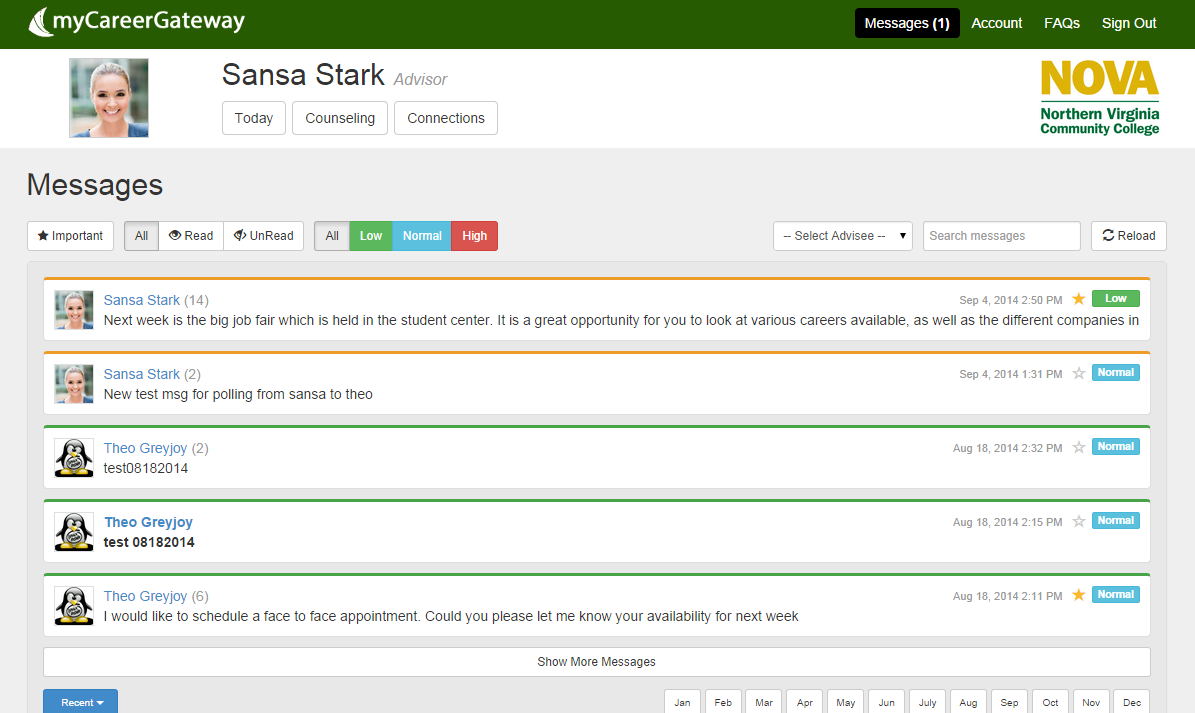 myCareerGateway
Messages (1) Account FAQs Sign Out
Sansa Stark Advisor
Today Counseling Connections
NOVA
Northern Virginia
Community College
Messages
Important All Read UnRead All Low Normal High -- Select Advisee -- Search messages Reload
Sansa Stark (14) Sep 4, 2014 2:50 PM Low
Next week is the big job fair which is held in the student center. It is a great opportunity for you to look at various careers available, as well as the different companies in
Sansa Stark (2) Sep 4, 2014 1:31 PM Normal
New test msg for polling from sansa to theo
Theo Greyjoy (2) Aug 18, 2014 2:32 PM Normal
test08182014
Theo Greyjoy Aug 18, 2014 2:15 PM Normal
test 08182014
Theo Greyjoy (6) Aug 18, 2014 2:11 PM Normal
I would like to schedule a face to face appointment. Could you please let me know your availability for next week
Show More Messages
Recent Jan Feb Mar Apr May Jun July Aug Sep Oct Nov Dec